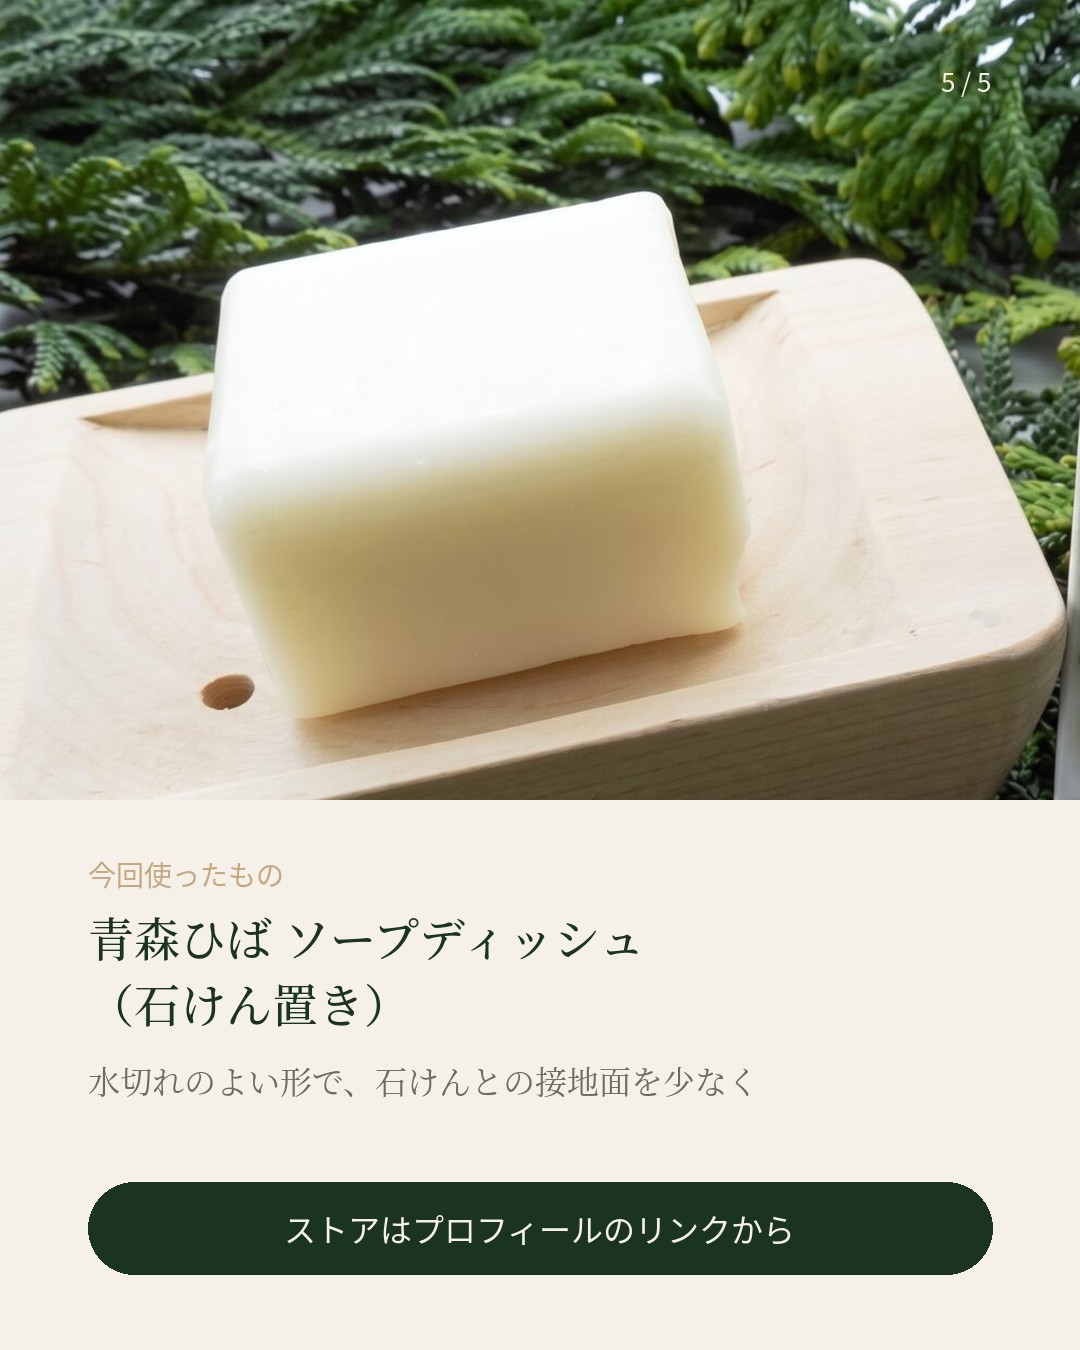 5 / 5
今回使ったもの
青森ひば ソープディッシュ
（石けん置き）
水切れのよい形で、石けんとの接地面を少なく
ストアはプロフィールのリンクから